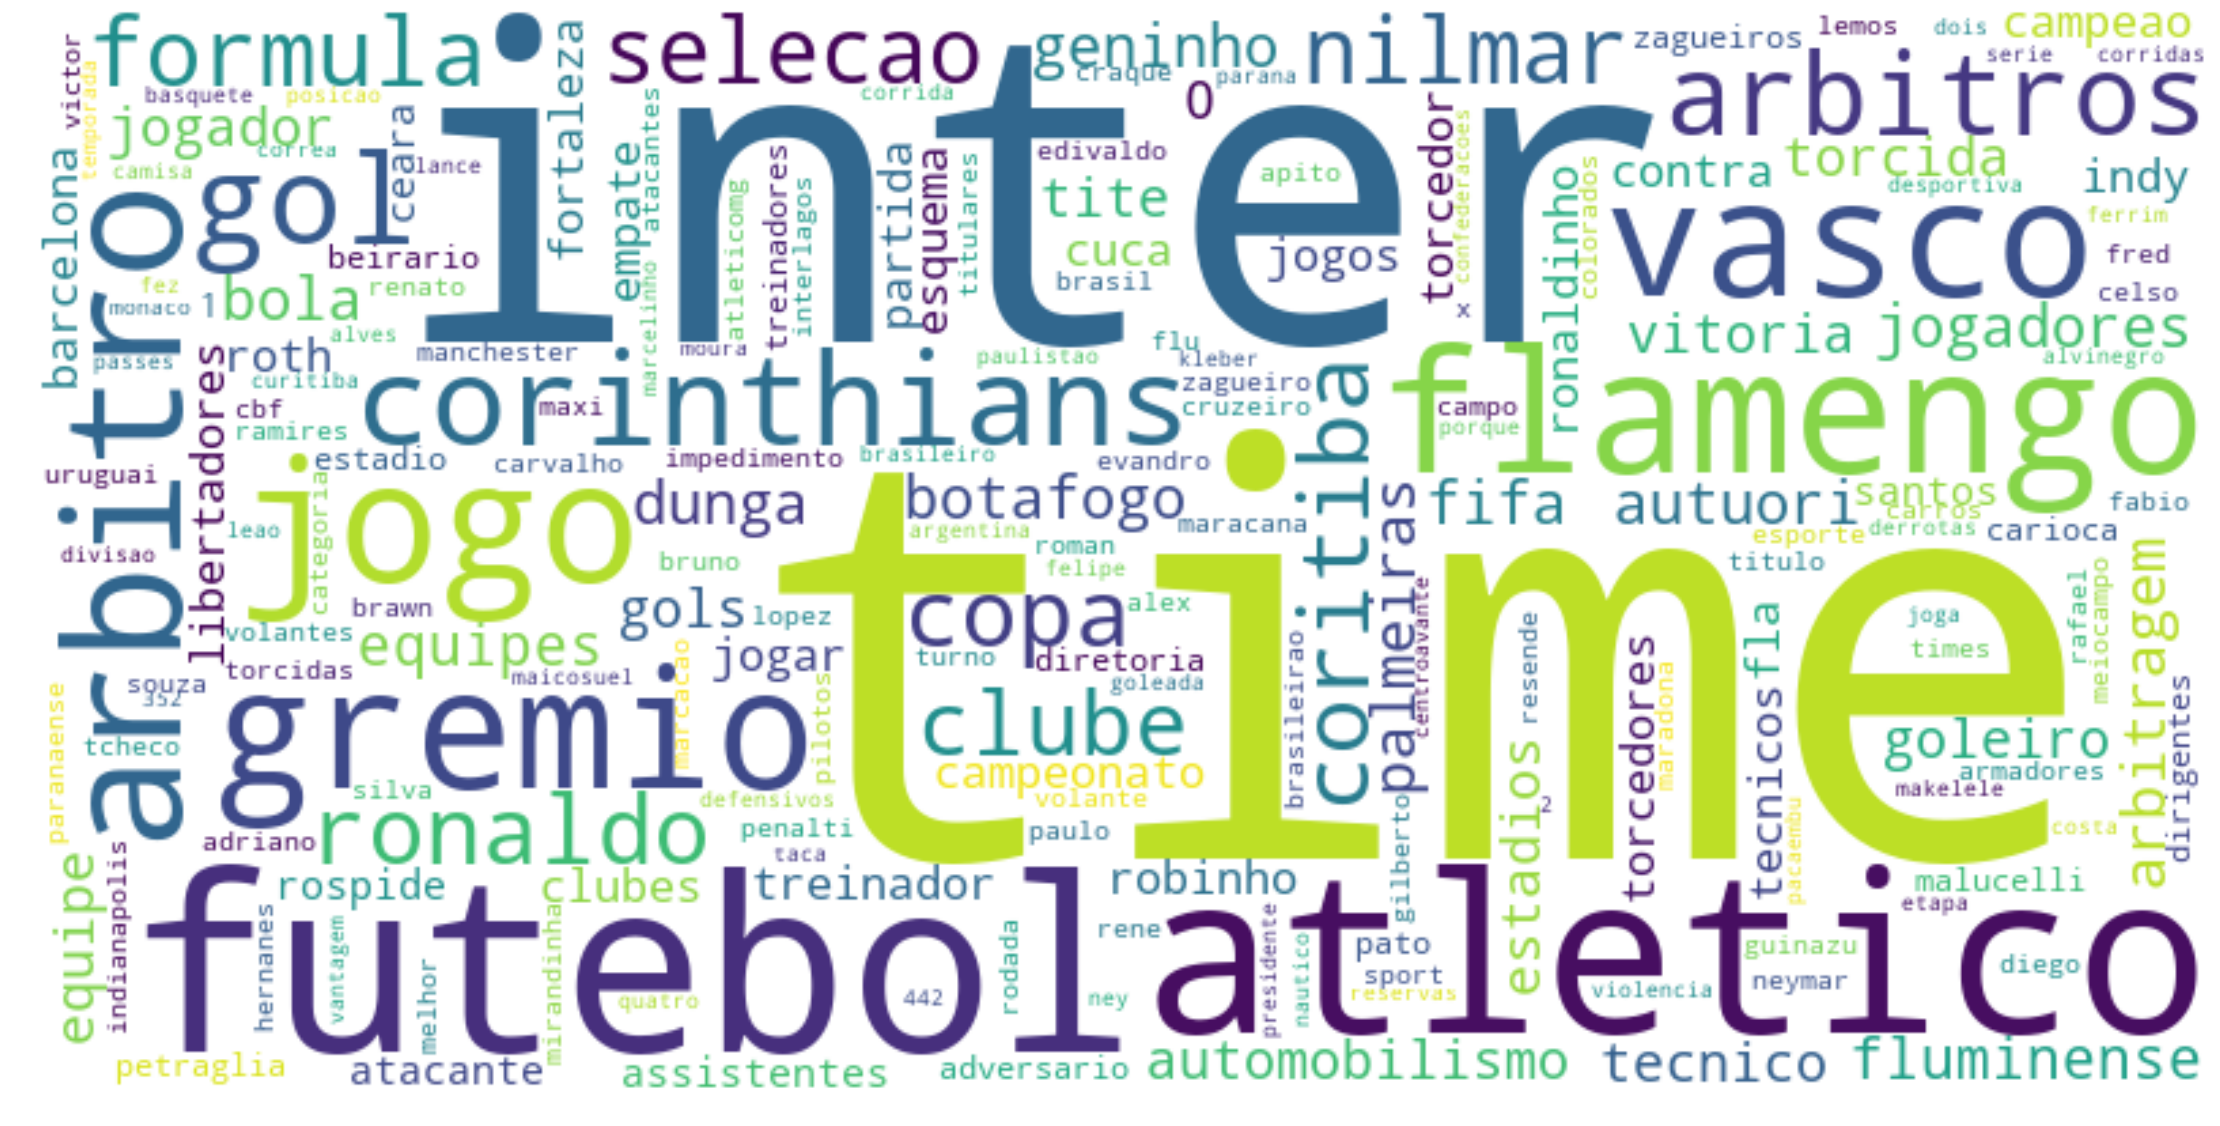 formula
inter
selecao
geninho
nilmar
zagueiros
lemos
dois
campeao
victor
temporada
basquete
posicao
fortaleza
craque
parana
serie
corridas
jogador
correa
ceara
atacantes
corrida
0
torcedor
confederacoes
arbitros
barcelona
camisa
arbitro
gol
lance
empate
atleticomg
treinadores
interlagos
partida
esquema
titulares
edivaldo
tite
apito
ronaldinho
colorados
contra
torcida
desportiva
indy
ferrim
beirario
cuca
jogos
vasco
fred
fez
monaco
1
bola
renato
marcelinho
brasil
x
celso
alves
passes
roth
manchester
moura
paulistao
flu
kleber
vitoria
jogadores
alvinegro
libertadores
curitiba
cbf
ramires
corinthians
maxi
zagueiro
cruzeiro
coritiba
flamengo
campo
porque
uruguai
estadio
carvalho
impedimento
brasileiro
evandro
jogo
categoria
dunga
botafogo
maracana
palmeiras
fifa
autuori
santos
carros
derrotas
carioca
fabio
leao
argentina
roman
felipe
esporte
titulo
divisao
bruno
time
brawn
gols
lopez
copa
alex
centroavante
resende
joga
times
rafael
meiocampo
arbitragem
volantes
equipes
torcidas
jogar
turno
diretoria
brasileirao
torcedores
maradona
tecnicos
fla
souza
352
maicosuel
marcacao
goleada
paranaense
tcheco
gremio
pilotos
clube
goleiro
armadores
dirigentes
campeonato
volante
makelele
silva
defensivos
gilberto
estadios
2
pacaembu
costa
adriano
ronaldo
penalti
paulo
taca
equipe
indianapolis
rospide
clubes
treinador
robinho
malucelli
etapa
futebol
atletico
hernanes
vantagem
melhor
mirandinha
quatro
442
rodada
rene
ney
presidente
nautico
pato
sport
reservas
violencia
guinazu
neymar
diego
petraglia
atacante
assistentes
adversario
automobilismo
tecnico
fluminense